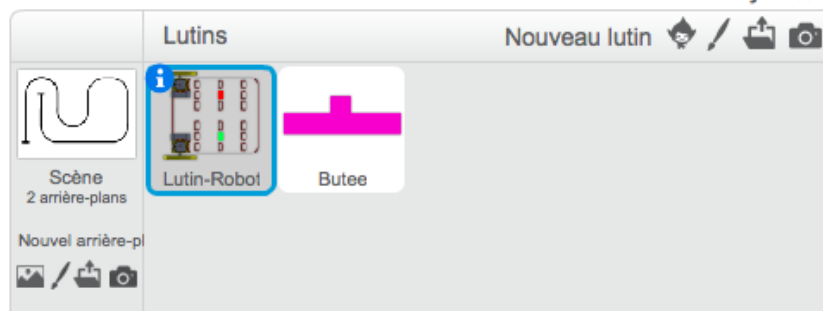 Lutins
Nouveau lutin
Scène
2 arrière-plans
Nouvel arrière-pl
Lutin-Robot
Butee